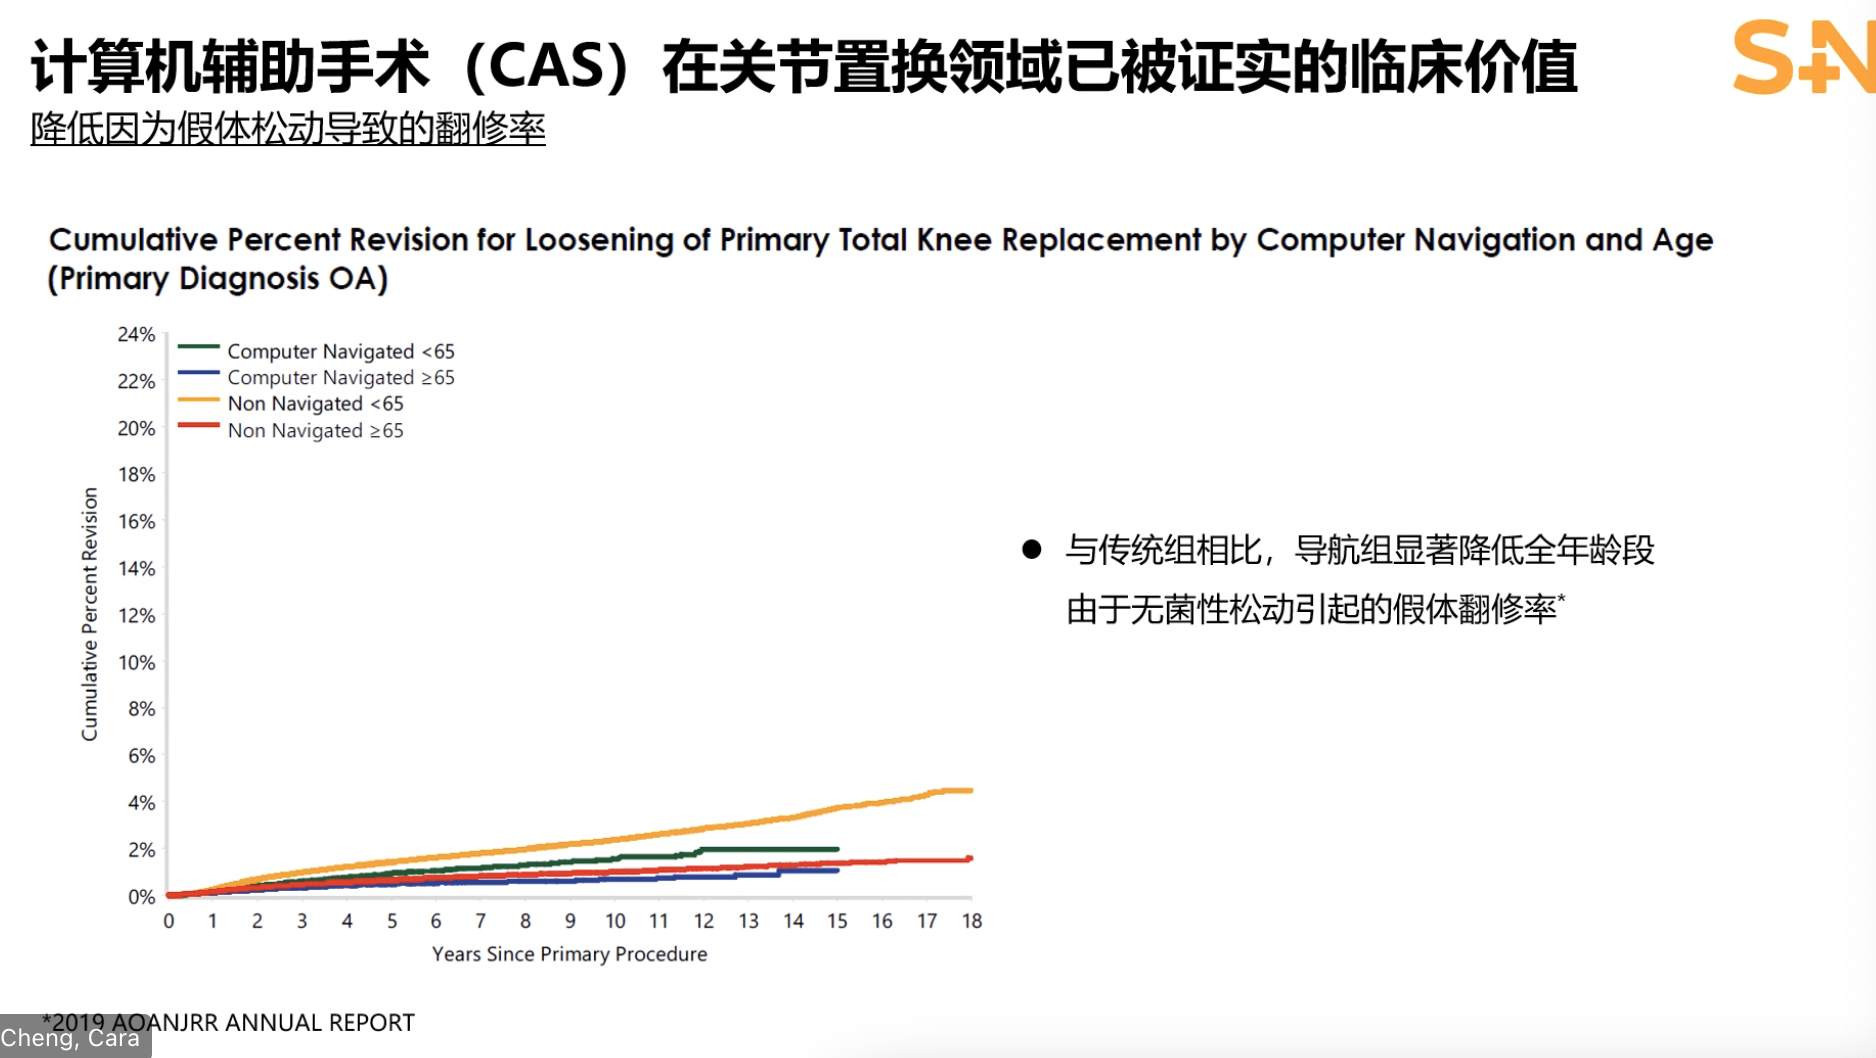 计算机辅助手术（CAS）在关节置换领域已被证实的临床价值
S+N
降低因为假体松动导致的翻修率
Cumulative Percent Revision for Loosening of Primary Total Knee Replacement by Computer Navigation and Age
(Primary Diagnosis OA)
24%
22%
20%
18%
16%
14%
12%
10%
8%
6%
4%
2%
0%
Cumulative Percent Revision
Computer Navigated <65
Computer Navigated ≥65
Non Navigated <65
Non Navigated ≥65
0 1 2 3 4 5 6 7 8 9 10 11 12 13 14 15 16 17 18
Years Since Primary Procedure
● 与传统组相比，导航组显著降低全年龄段
由于无菌性松动引起的假体翻修率*
*2019 AOANJRR ANNUAL REPORT
Cheng, Cara